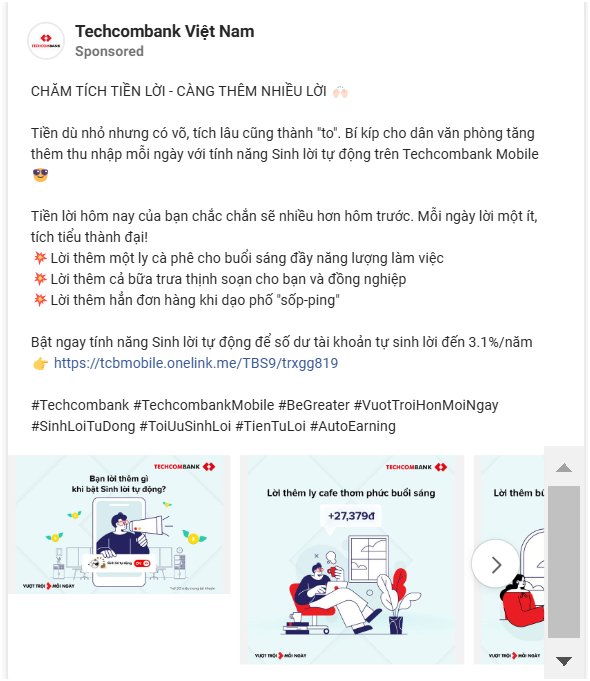 TECHCOMBANK
Techcombank Việt Nam
Sponsored
CHĂM TÍCH TIỀN LỜI - CÀNG THÊM NHIỀU LỜI 🙌🏻
Tiền dù nhỏ nhưng có võ, tích lâu cũng thành "to". Bí kíp cho dân văn phòng tăng
thêm thu nhập mỗi ngày với tính năng Sinh lời tự động trên Techcombank Mobile
😎
Tiền lời hôm nay của bạn chắc chắn sẽ nhiều hơn hôm trước. Mỗi ngày lời một ít,
tích tiểu thành đại!
💥 Lời thêm một ly cà phê cho buổi sáng đầy năng lượng làm việc
💥 Lời thêm cả bữa trưa thịnh soạn cho bạn và đồng nghiệp
💥 Lời thêm hẳn đơn hàng khi dạo phố "sốp-ping"
Bật ngay tính năng Sinh lời tự động để số dư tài khoản tự sinh lời đến 3.1%/năm
👉 https://tcbmobile.onelink.me/TBS9/trxgg819
#Techcombank #TechcombankMobile #BeGreater #VuotTroiHonMoiNgay
#SinhLoiTuDong #ToiUuSinhLoi #TienTuLoi #AutoEarning
TECHCOMBANK
Bạn lời thêm gì
khi bật Sinh lời tự động?
Sinh lời tự động
VƯỢT TRỘI MỖI NGÀY
TECHCOMBANK
Lời thêm ly cafe thơm phức buổi sáng
+27,379đ
VƯỢT TRỘI MỖI NGÀY
Lời thêm
VƯỢT TRỘI MỖI NGÀY